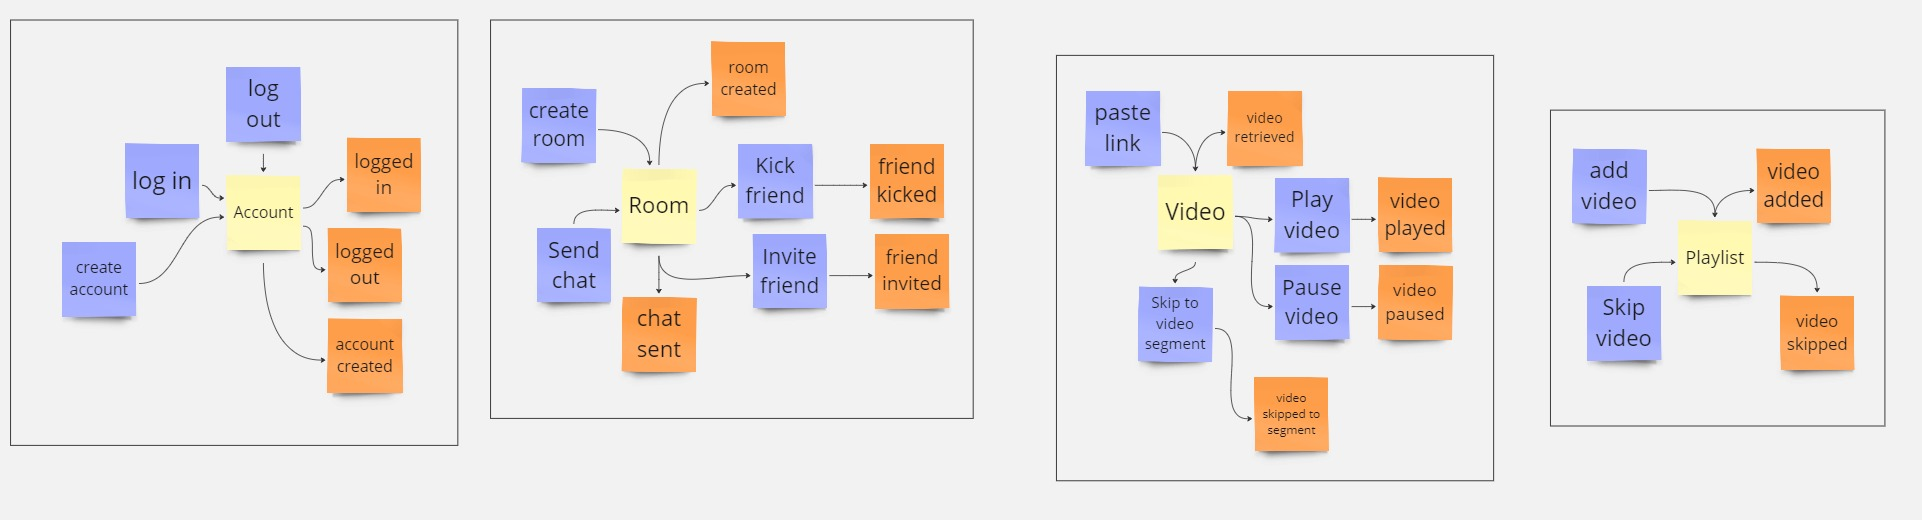 log
out
log in
Account
logged
in
create
account
logged
out
account
created
room
created
create
room
Kick
friend
friend
kicked
Room
Send
chat
Invite
friend
friend
invited
chat
sent
paste
link
video
retrieved
Video
Play
video
video
played
Skip to
video
segment
Pause
video
video
paused
video
skipped to
segment
add
video
video
added
Playlist
Skip
video
video
skipped